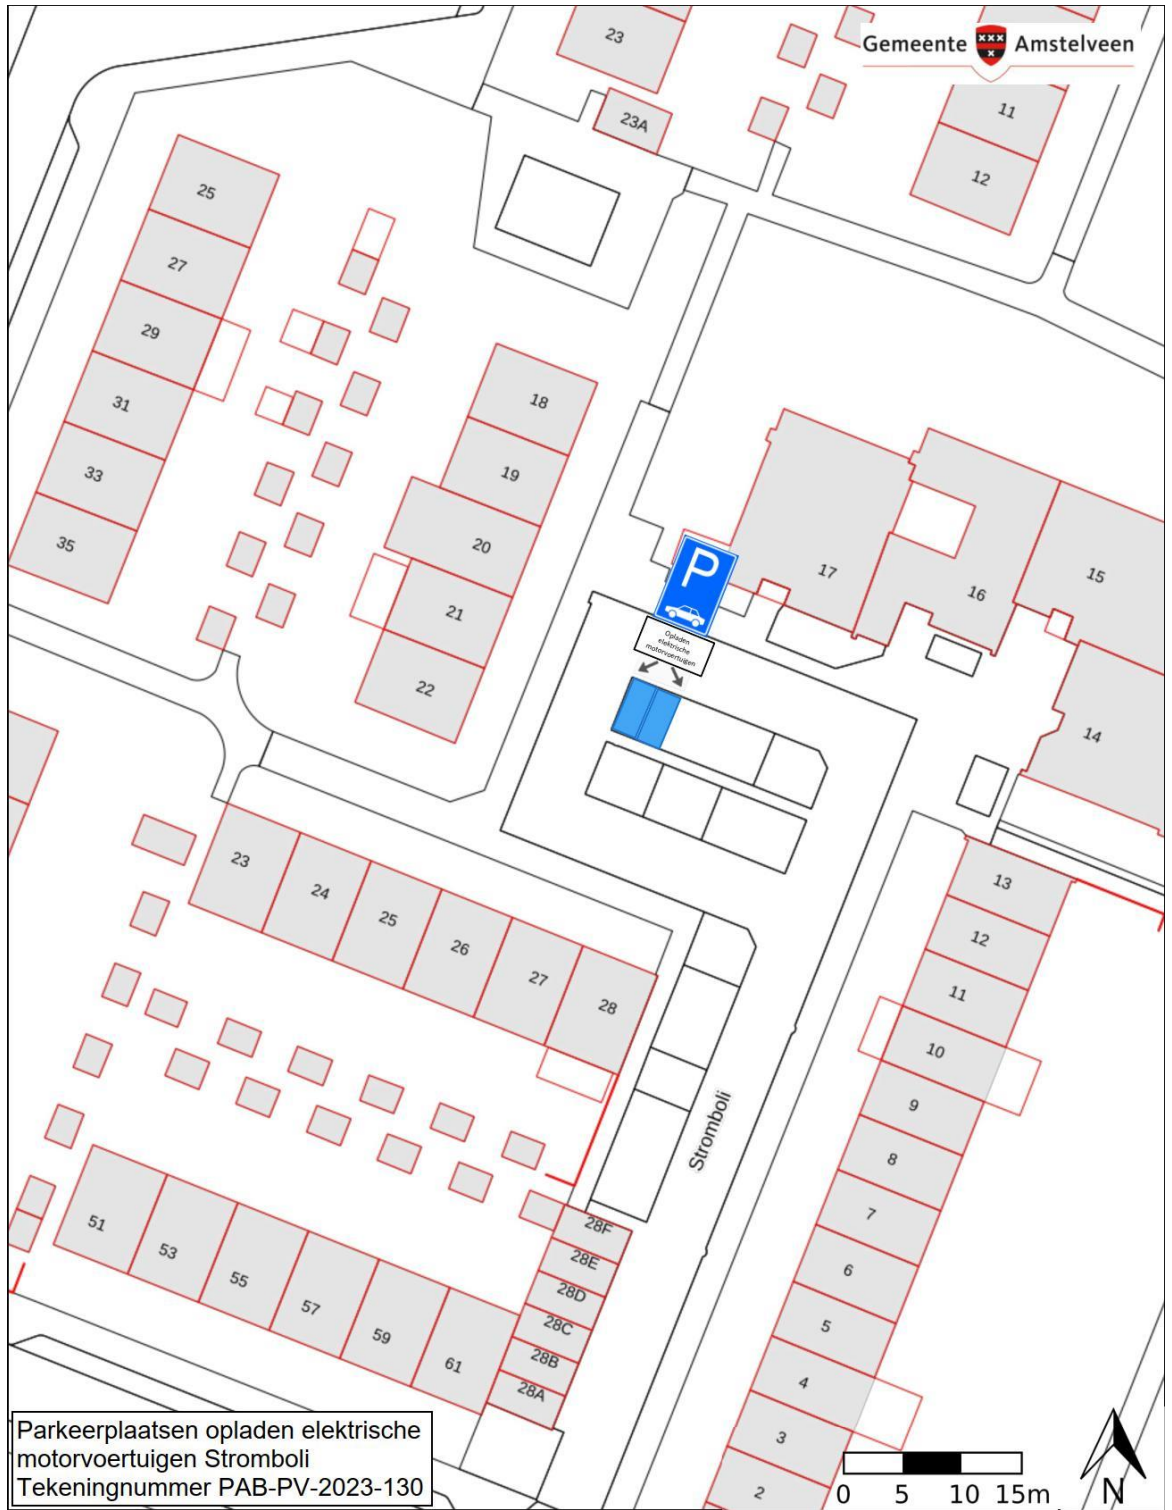 23
Gemeente Amstelveen
11
23A
12
25
27
29
31
33
35
18
19
20
21
22
17
16
15
14
P
Opladen
elektrische
motorvoertuigen
23
24
25
26
27
28
13
12
11
10
9
8
7
6
5
4
3
2
Stromboli
51
53
55
57
59
61
28F
28E
28D
28C
28B
28A
Parkeerplaatsen opladen elektrische
motorvoertuigen Stromboli
Tekeningnummer PAB-PV-2023-130
0 5 10 15m
N